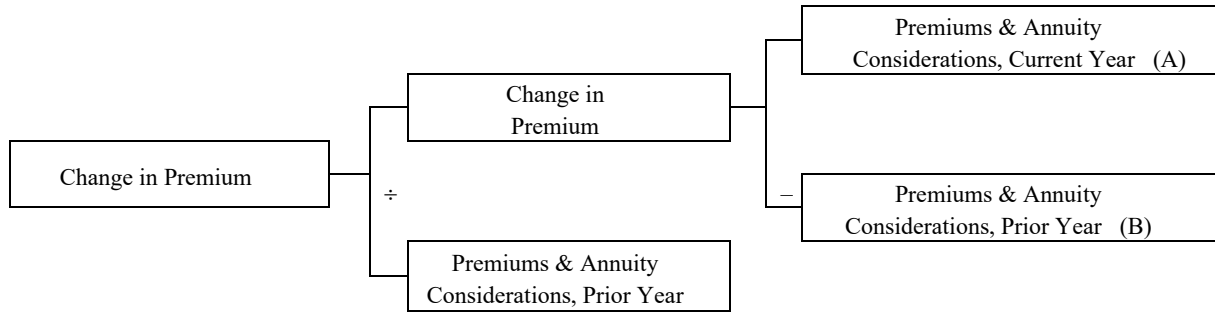 Premiums & Annuity
Considerations, Current Year (A)
Change in
Premium
Change in Premium
÷
–
Premiums & Annuity
Considerations, Prior Year (B)
Premiums & Annuity
Considerations, Prior Year